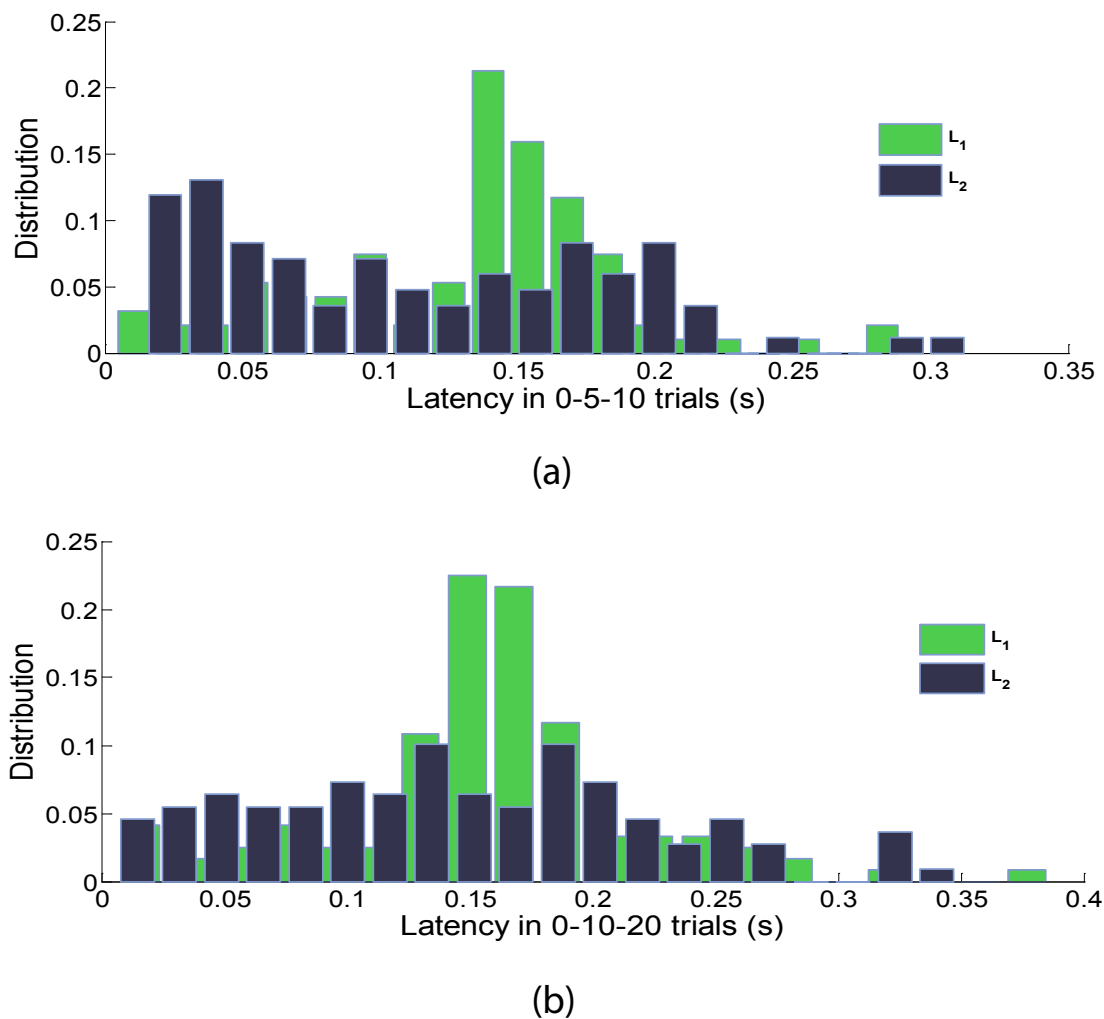 0.25
0.2
0.15
0.1
0.05
0
Distribution
L1
L2
0 0.05 0.1 0.15 0.2 0.25 0.3 0.35
Latency in 0-5-10 trials (s)
(a)
0.25
0.2
0.15
0.1
0.05
0
Distribution
L1
L2
0 0.05 0.1 0.15 0.2 0.25 0.3 0.35 0.4
Latency in 0-10-20 trials (s)
(b)